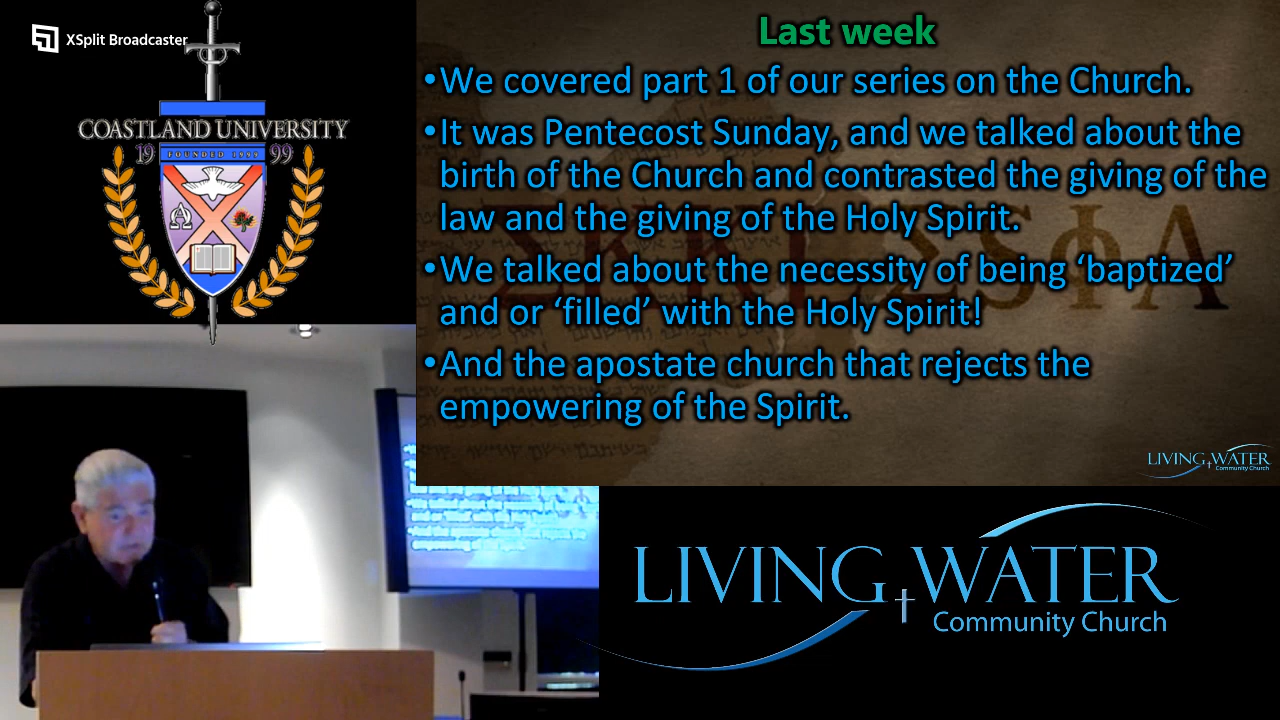 XSplit Broadcaster
COASTLAND UNIVERSITY
19 99
FOUNDED 1999
Last week
•We covered part 1 of our series on the Church.
•It was Pentecost Sunday, and we talked about the
birth of the Church and contrasted the giving of the
law and the giving of the Holy Spirit.
•We talked about the necessity of being ‘baptized’
and or ‘filled’ with the Holy Spirit!
•And the apostate church that rejects the
empowering of the Spirit.
LIVING WATER
Community Church
LIVING WATER
Community Church